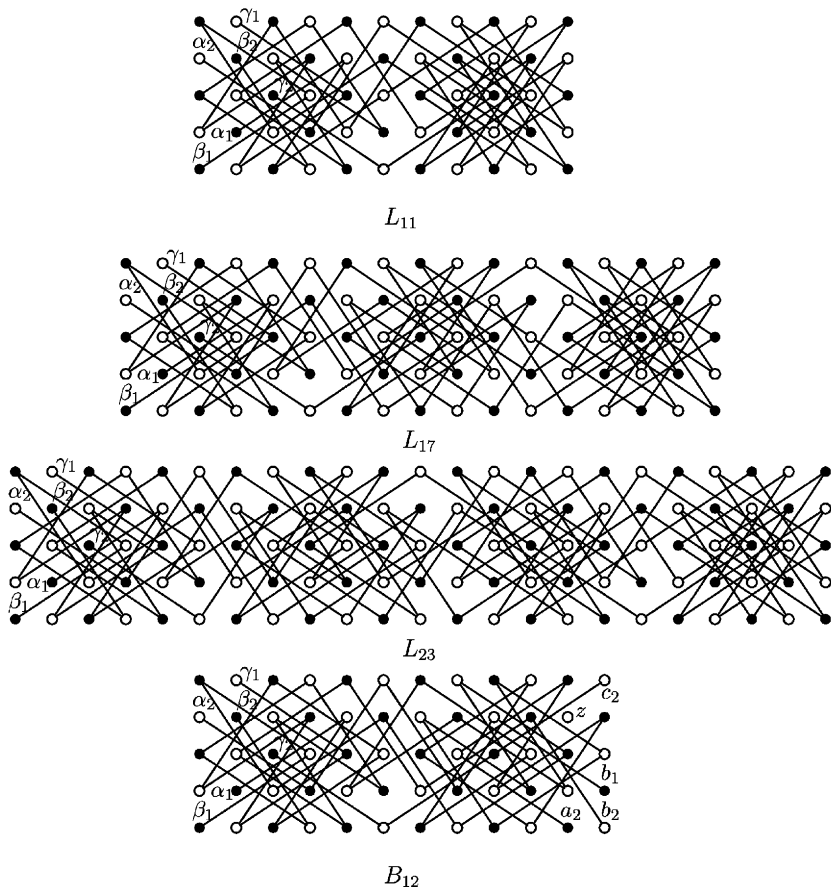 γ₁
α₂ β₂
γ₂
α₁
β₁
L₁₁
γ₁
α₂ β₂
γ₂
α₁
β₁
L₁₇
γ₁
α₂ β₂
γ₂
α₁
β₁
L₂₃
γ₁ c₂
α₂ β₂ z
γ₂
α₁ b₁
β₁ a₂ b₂
B₁₂